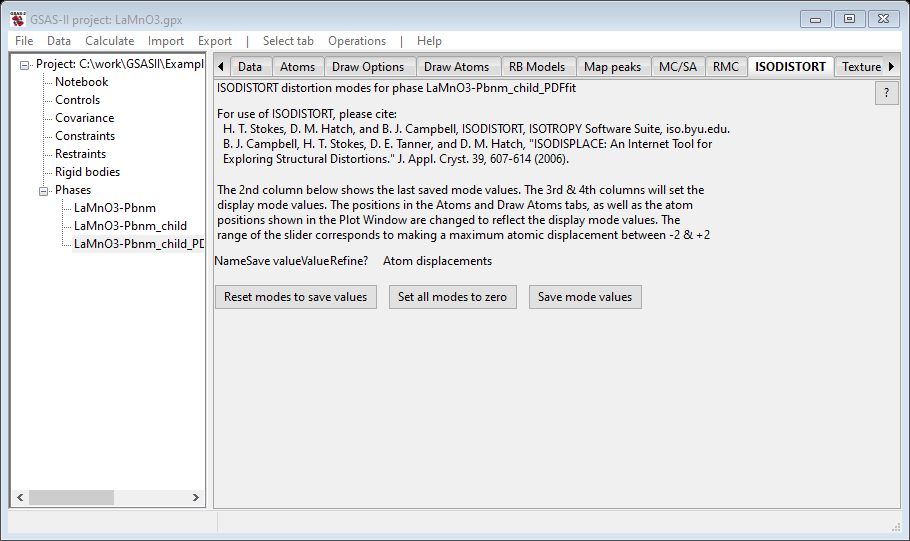 GSAS-II project: LaMnO3.gpx
File Data Calculate Import Export | Select tab Operations | Help
Project: C:\work\GSASII\Exampl
Notebook
Controls
Covariance
Constraints
Restraints
Rigid bodies
Phases
LaMnO3-Pbnm
LaMnO3-Pbnm_child
LaMnO3-Pbnm_child_PD
Data Atoms Draw Options Draw Atoms RB Models Map peaks MC/SA RMC ISODISTORT Texture
ISODISTORT distortion modes for phase LaMnO3-Pbnm_child_PDFfit
?
For use of ISODISTORT, please cite:
H. T. Stokes, D. M. Hatch, and B. J. Campbell, ISODISTORT, ISOTROPY Software Suite, iso.byu.edu.
B. J. Campbell, H. T. Stokes, D. E. Tanner, and D. M. Hatch, "ISODISPLACE: An Internet Tool for
Exploring Structural Distortions." J. Appl. Cryst. 39, 607-614 (2006).
The 2nd column below shows the last saved mode values. The 3rd & 4th columns will set the
display mode values. The positions in the Atoms and Draw Atoms tabs, as well as the atom
positions shown in the Plot Window are changed to reflect the display mode values. The
range of the slider corresponds to making a maximum atomic displacement between -2 & +2
NameSave valueValueRefine? Atom displacements
Reset modes to save values Set all modes to zero Save mode values